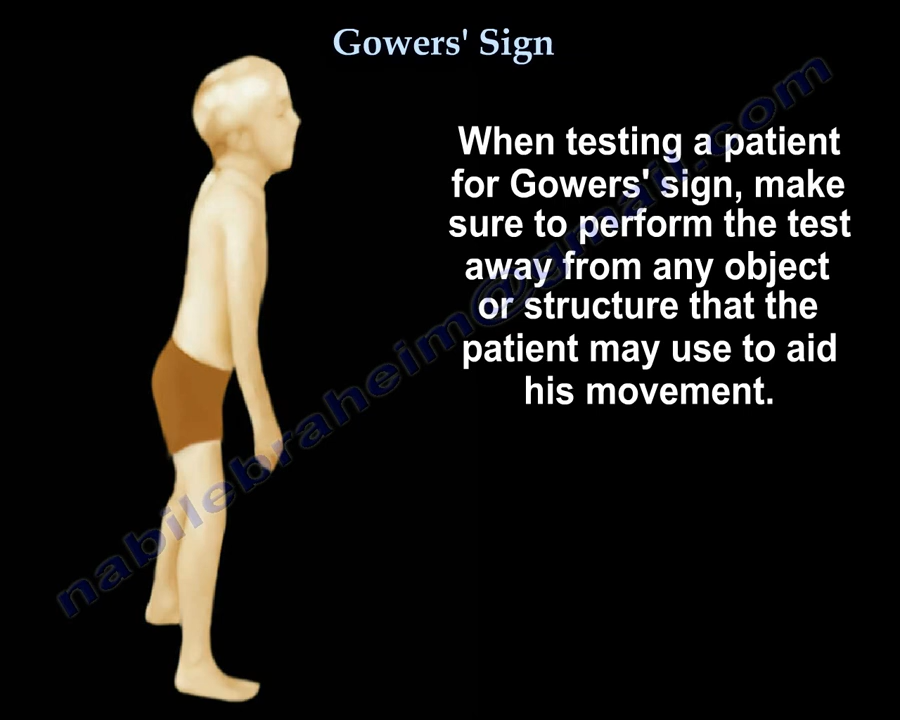 Gowers' Sign
When testing a patient
for Gowers' sign, make
sure to perform the test
away from any object
or structure that the
patient may use to aid
his movement.
nabilebraheim@gmail.com